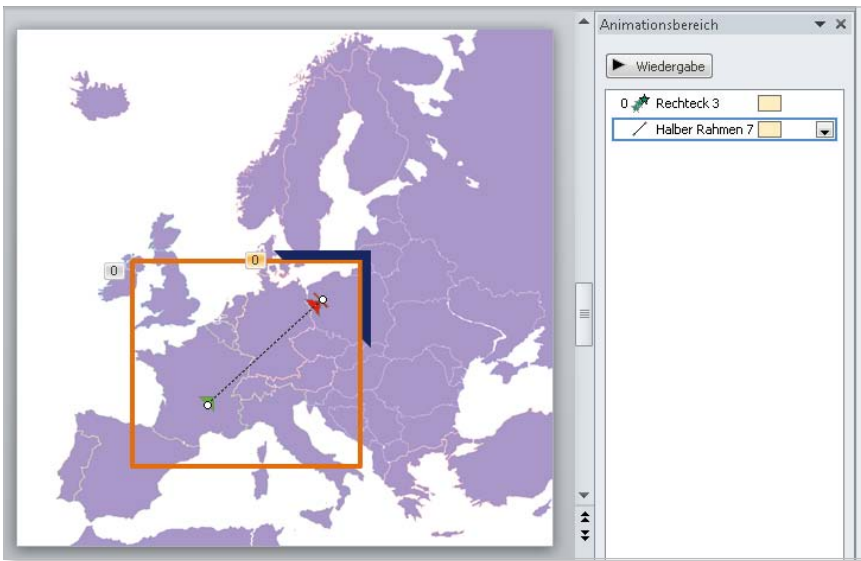 Animationsbereich
Wiedergabe
0 Rechteck 3
Halber Rahmen 7
0
0